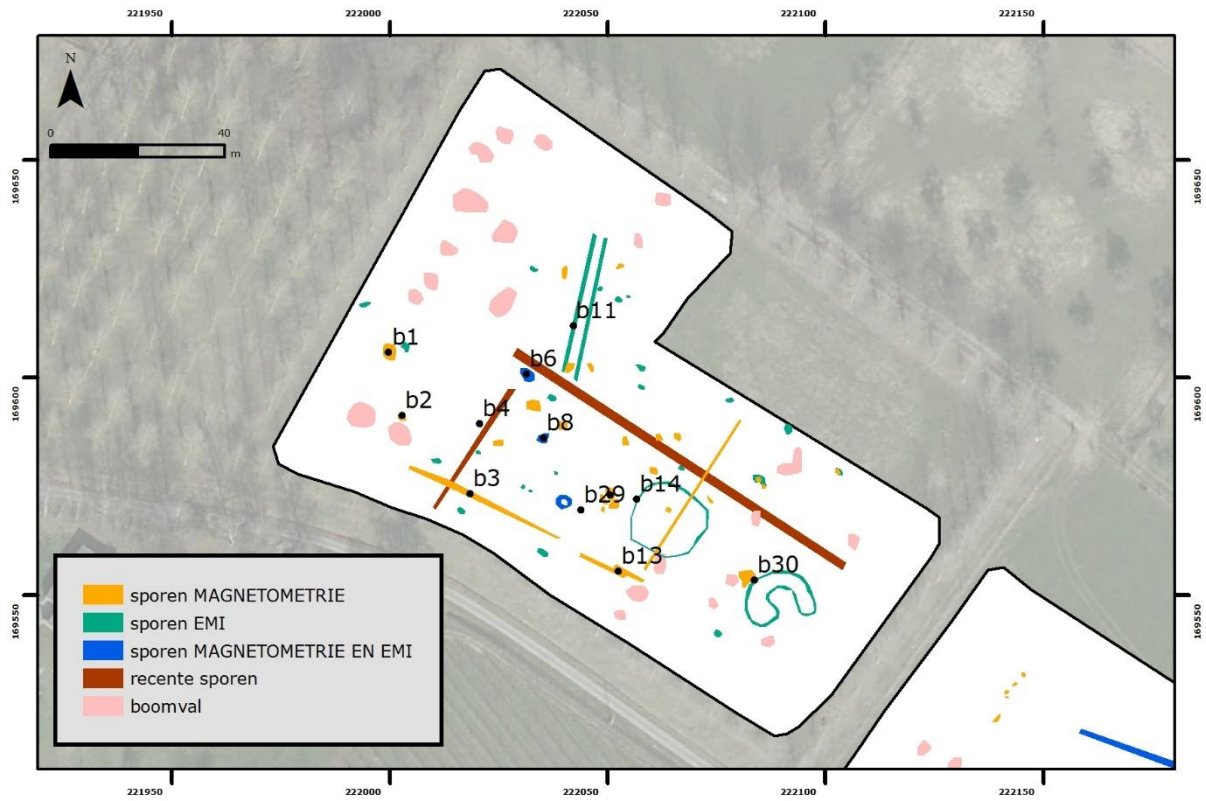 221950 222000 222050 222100 222150
N
0 40
m
169650 169650
b11
b1
b6
169600 169600
b2
b4
b8
b3
b29 b14
b13
b30
169550 169550
sporen MAGNETOMETRIE
sporen EMI
sporen MAGNETOMETRIE EN EMI
recente sporen
boomval
221950 222000 222050 222100 222150